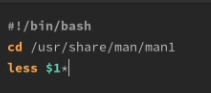 #!/bin/bash
cd /usr/share/man/man1
less $1*